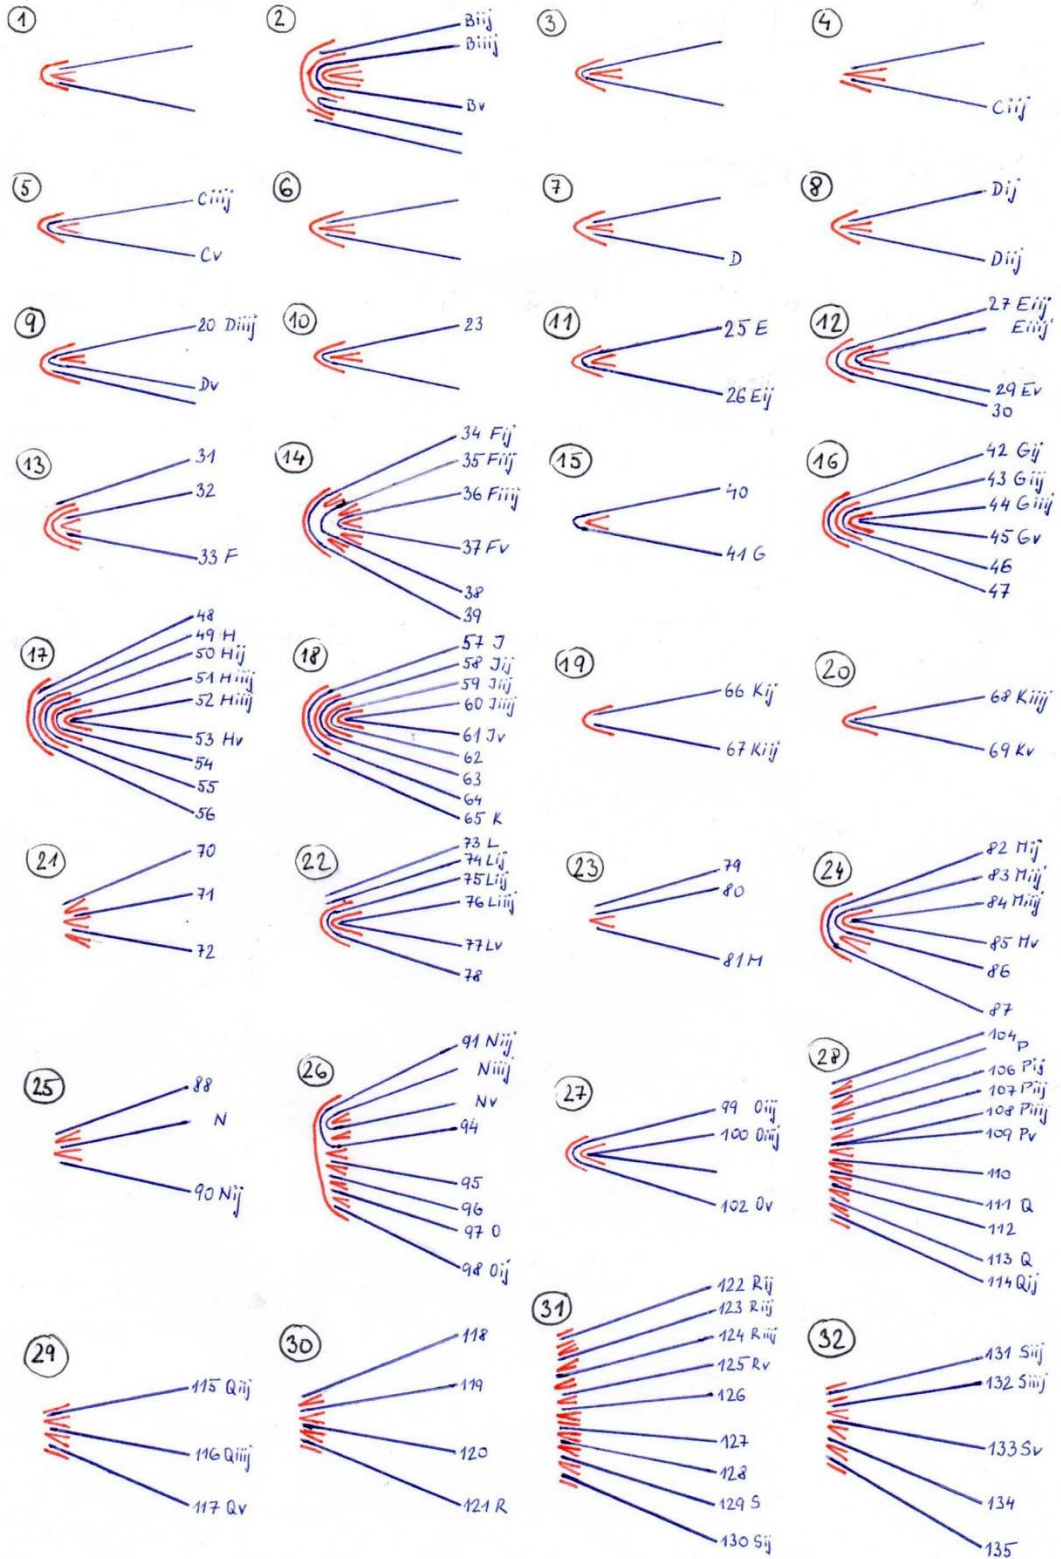 1 2 3 4
Biij
Biiij
Bv
Ciij
5 6 7 8
Ciiij
Cv
D
Dij
Diij
9 10 11 12
20 Diiij
Dv
23
25 E
26 Eij
27 Eiij
Eiiij
29 Ev
30
13 14 15 16
31
32
33 F
34 Fij
35 Fiij
36 Fiiij
37 Fv
38
39
40
41 G
42 Gij
43 Giij
44 Giiij
45 Gv
46
47
17 18 19 20
48
49 H
50 Hij
51 Hiij
52 Hiiij
53 Hv
54
55
56
57 J
58 Jij
59 Jiij
60 Jiiij
61 Jv
62
63
64
65 K
66 Kij
67 Kiij
68 Kiiij
69 Kv
21 22 23 24
70
71
72
73 L
74 Lij
75 Liij
76 Liiij
77 Lv
78
79
80
81 M
82 Mij
83 Miij
84 Miiij
85 Mv
86
87
25 26 27 28
88
N
90 Nij
91 Niij
Niiij
Nv
94
95
96
97 O
98 Oij
99 Oiij
100 Oiiij
102 Ov
104
P
106 Pij
107 Piij
108 Piiij
109 Pv
110
111 Q
112
113 Q
114 Qij
29 30 31 32
115 Qiij
116 Qiiij
117 Qv
118
119
120
121 R
122 Rij
123 Riij
124 Riiij
125 Rv
126
127
128
129 S
130 Sij
131 Siij
132 Siiij
133 Sv
134
135